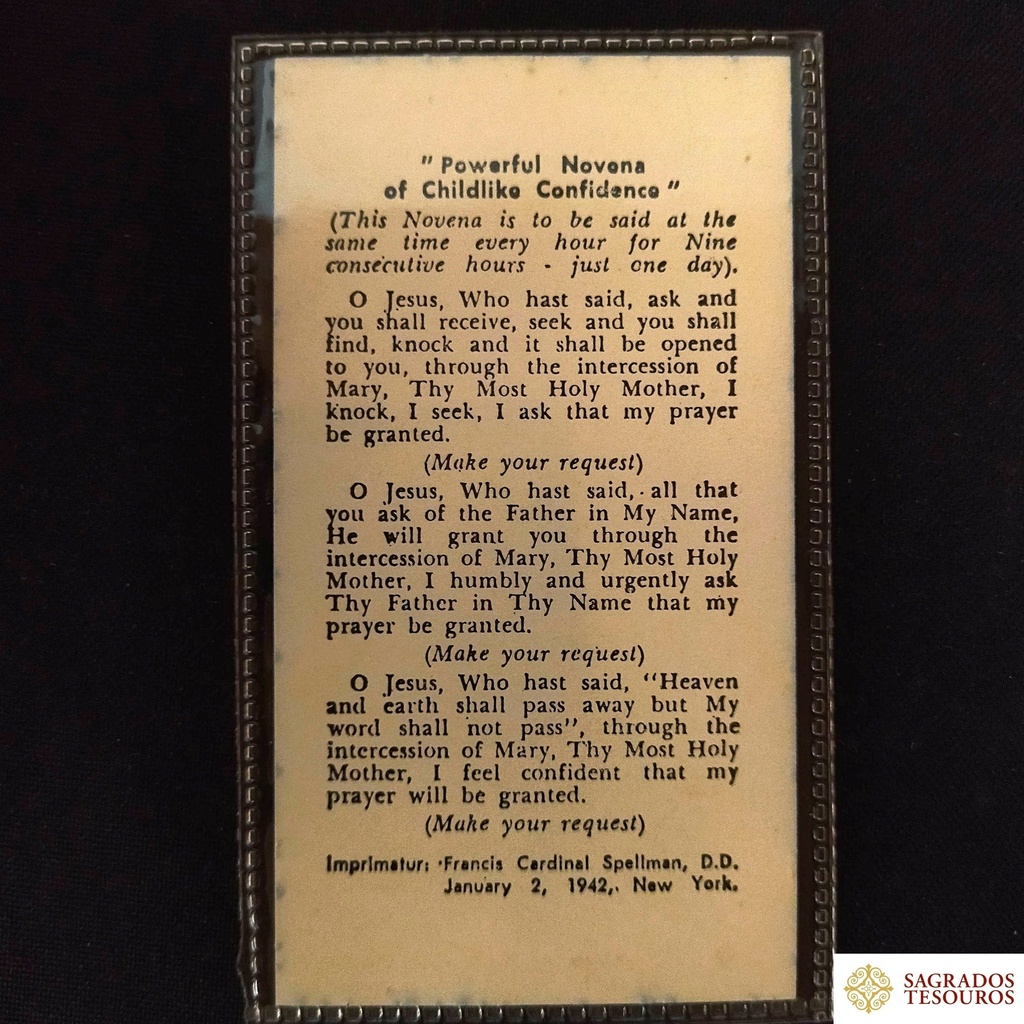 "Powerful Novena
of Childlike Confidence"
(This Novena is to be said at the
same time every hour for Nine
consecutive hours - just one day).
O Jesus, Who hast said, ask and
you shall receive, seek and you shall
find, knock and it shall be opened
to you, through the intercession of
Mary, Thy Most Holy Mother, I
knock, I seek, I ask that my prayer
be granted.
(Make your request)
O Jesus, Who hast said, all that
you ask of the Father in My Name,
He will grant you through the
intercession of Mary, Thy Most Holy
Mother, I humbly and urgently ask
Thy Father in Thy Name that my
prayer be granted.
(Make your request)
O Jesus, Who hast said, "Heaven
and earth shall pass away but My
word shall not pass", through the
intercession of Mary, Thy Most Holy
Mother, I feel confident that my
prayer will be granted.
(Make your request)
Imprimatur: Francis Cardinal Spellman, D.D.
January 2, 1942, New York.
SAGRADOS
TESOUROS